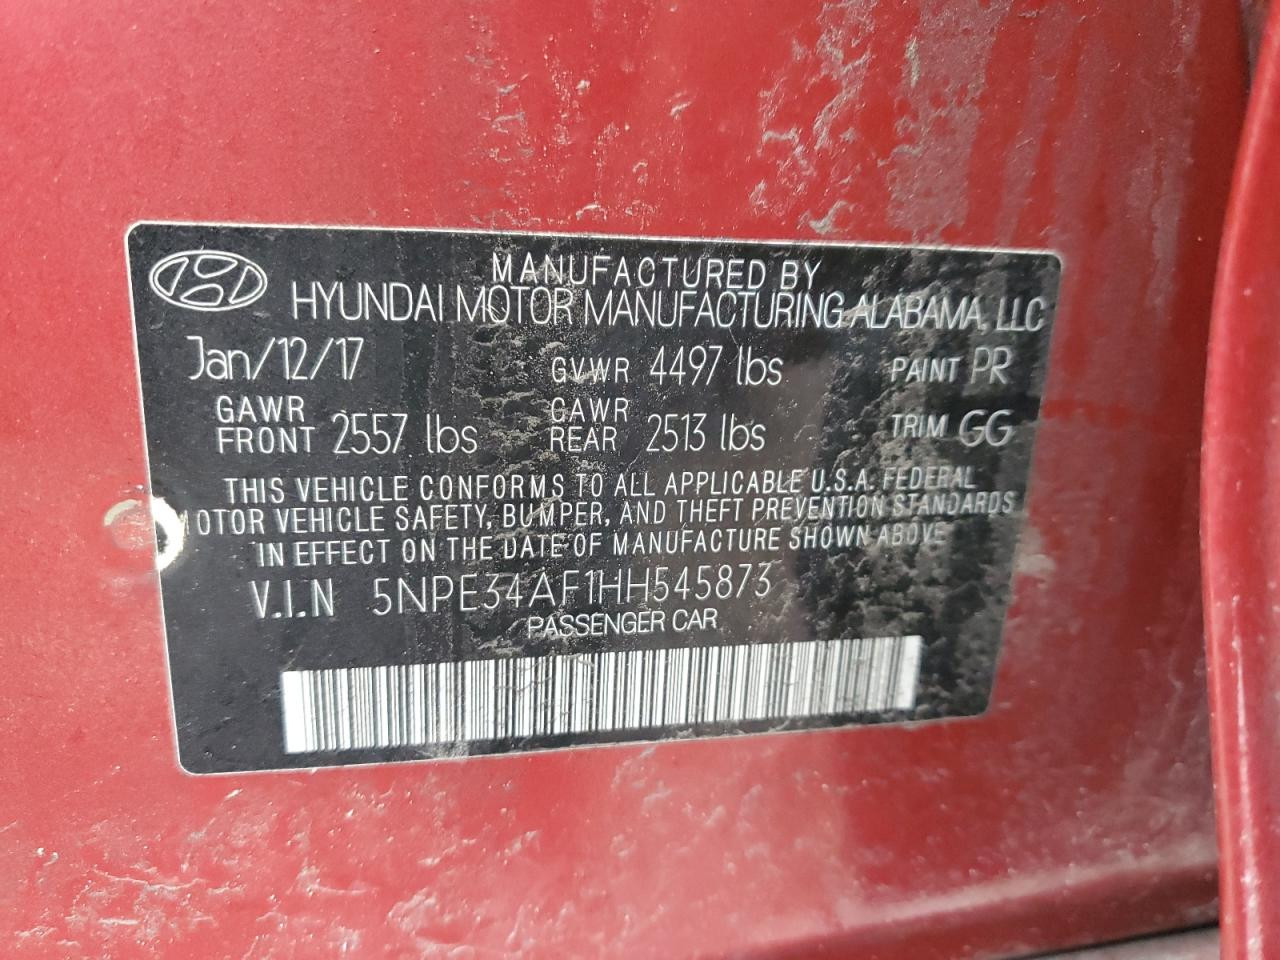 MANUFACTURED BY
HYUNDAI MOTOR MANUFACTURING ALABAMA, LLC
Jan/12/17 GVWR 4497 lbs PAINT PR
GAWR FRONT 2557 lbs GAWR REAR 2513 lbs TRIM GG
THIS VEHICLE CONFORMS TO ALL APPLICABLE U.S.A. FEDERAL
MOTOR VEHICLE SAFETY, BUMPER, AND THEFT PREVENTION STANDARDS
IN EFFECT ON THE DATE OF MANUFACTURE SHOWN ABOVE
V.I.N 5NPE34AF1HH545873
PASSENGER CAR